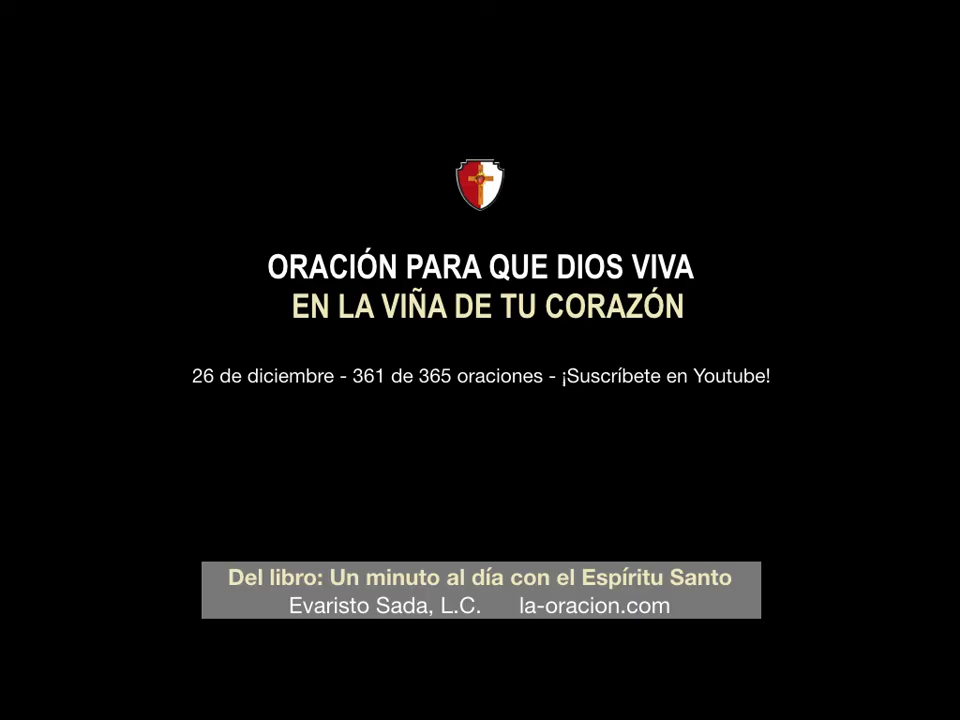 ORACIÓN PARA QUE DIOS VIVA
EN LA VIÑA DE TU CORAZÓN
26 de diciembre - 361 de 365 oraciones - ¡Suscríbete en Youtube!
Del libro: Un minuto al día con el Espíritu Santo
Evaristo Sada, L.C. la-oracion.com